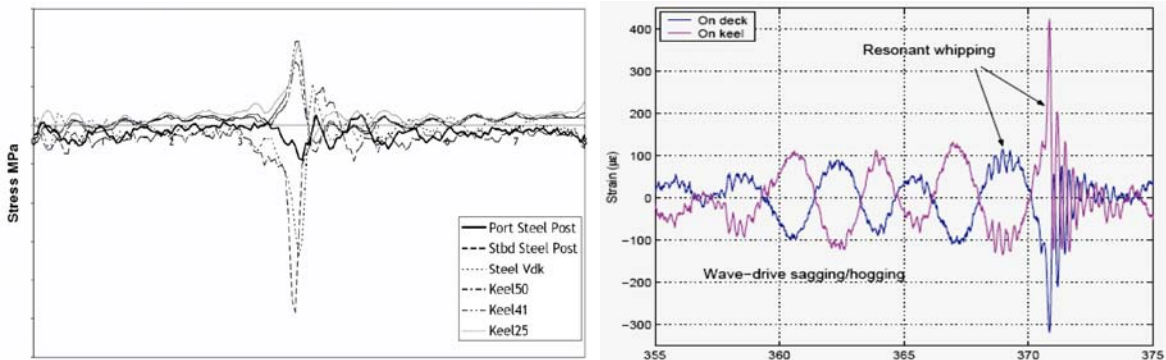 Stress MPa
2
7
Port Steel Post
Stbd Steel Post
Steel Vdk
Keel50
Keel41
Keel25
On deck
On keel
Resonant whipping
Wave-drive sagging/hogging
Strain (με)
400
300
200
100
0
-100
-200
-300
355
360
365
370
375